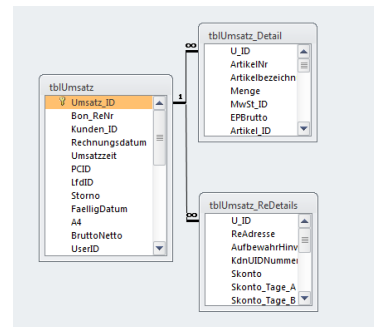 tblUmsatz
Umsatz_ID
Bon_ReNr
Kunden_ID
Rechnungsdatum
Umsatzzeit
PCID
LfdID
Storno
FaelligDatum
A4
BruttoNetto
UserID
1
∞
tblUmsatz_Detail
U_ID
ArtikelNr
Artikelbezeichn
Menge
MwSt_ID
EPBrutto
Artikel_ID
∞
tblUmsatz_ReDetails
U_ID
ReAdresse
AufbewahrHinv
KdnUIDNummer
Skonto
Skonto_Tage_A
Skonto_Tage_B